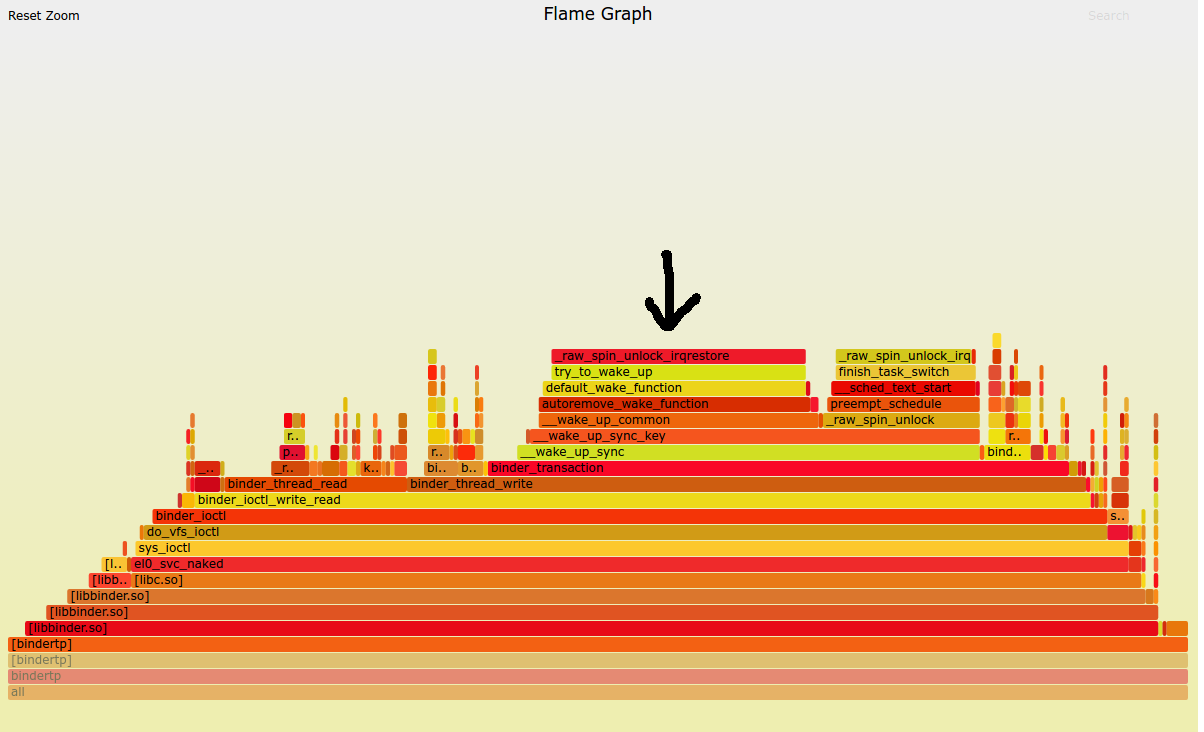 Reset Zoom Flame Graph Search
_raw_spin_unlock_irqrestore _raw_spin_unlock_irq
try_to_wake_up finish_task_switch
default_wake_function __sched_text_start
autoremove_wake_function preempt_schedule
__wake_up_common _raw_spin_unlock
r.. __wake_up_sync_key r..
p.. r.. __wake_up_sync bind..
_.. _r.. k.. bi.. b.. binder_transaction
binder_thread_read binder_thread_write
binder_ioctl_write_read
binder_ioctl s..
do_vfs_ioctl
sys_ioctl
[l.. el0_svc_naked
[libb.. [libc.so]
[libbinder.so]
[libbinder.so]
[libbinder.so]
[bindertp]
[bindertp]
bindertp
all